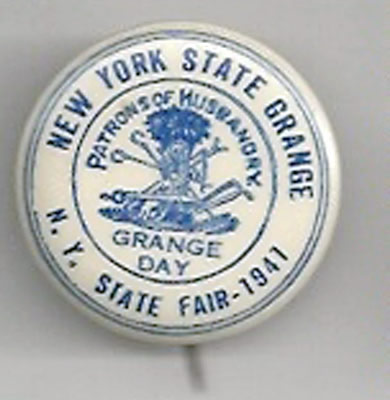 NEW YORK STATE GRANGE
PATRONS OF HUSBANDRY.
GRANGE
DAY
N.Y. STATE FAIR-1941